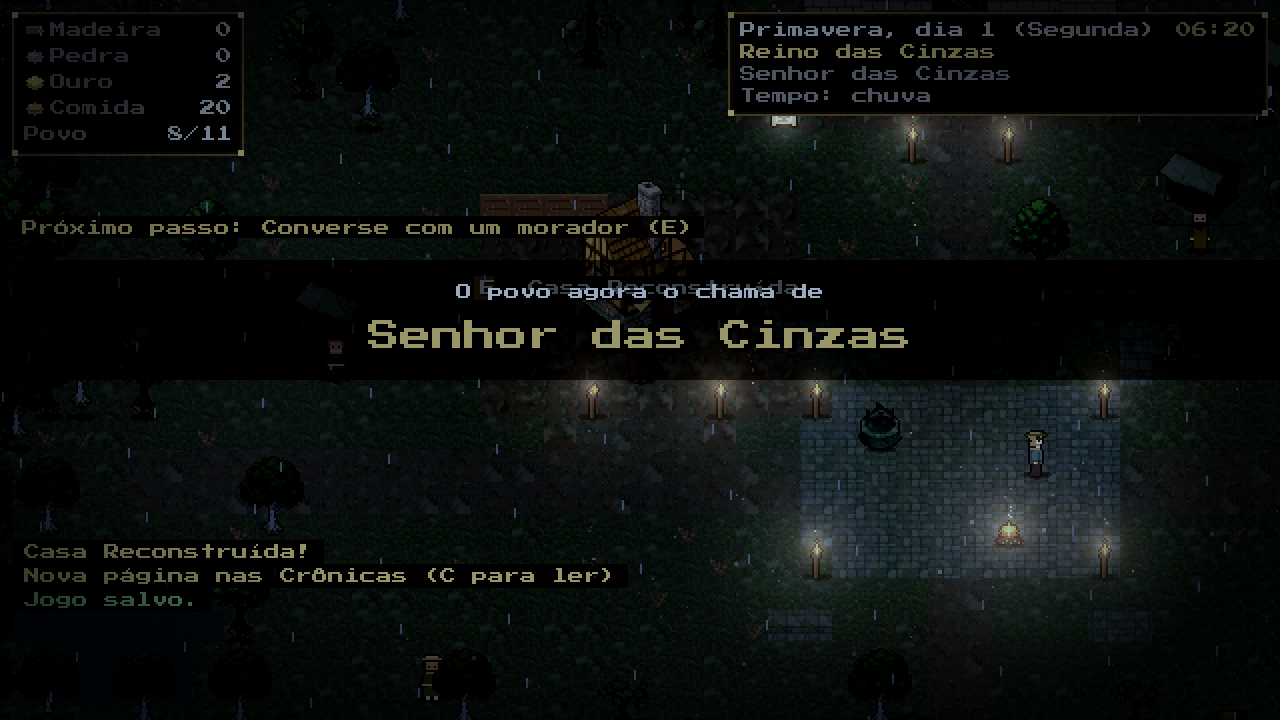 Madeira 0
Pedra 0
Ouro 2
Comida 20
Povo 8/11
Primavera, dia 1 (Segunda) 06:20
Reino das Cinzas
Senhor das Cinzas
Tempo: chuva
Próximo passo: Converse com um morador (E)
E Casa Reconstruída
O povo agora o chama de
Senhor das Cinzas
Casa Reconstruída!
Nova página nas Crônicas (C para ler)
Jogo salvo.